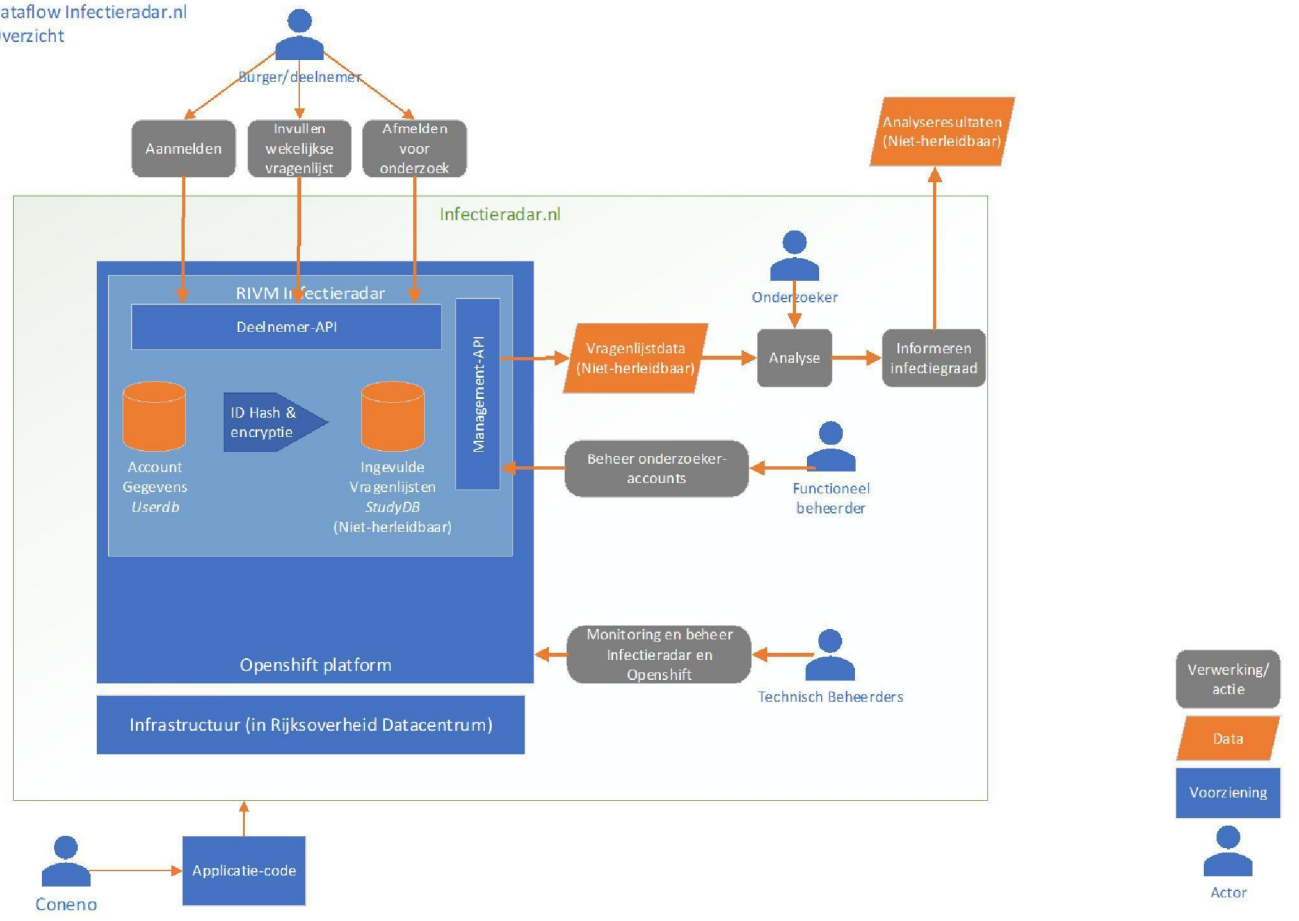 ataflow Infectieradar.nl
verzicht
Burger/deelnemer
Aanmelden
Invullen
wekelijkse
vragenlijst
Afmelden
voor
onderzoek
Analyseresultaten
(Niet-herleidbaar)
Infectieradar.nl
Onderzoeker
RIVM Infectieradar
Deelnemer-API
Management-API
Vragenlijstdata
(Niet-herleidbaar)
Analyse
Informeren
infectiegraad
ID Hash &
encryptie
Account
Gegevens
Userdb
Ingevulde
Vragenlijsten
StudyDB
(Niet-herleidbaar)
Beheer onderzoeker-
accounts
Functioneel
beheerder
Monitoring en beheer
Infectieradar en
Openshift
Technisch Beheerders
Openshift platform
Infrastructuur (in Rijksoverheid Datacentrum)
Applicatie-code
Coneno
Verwerking/
actie
Data
Voorziening
Actor